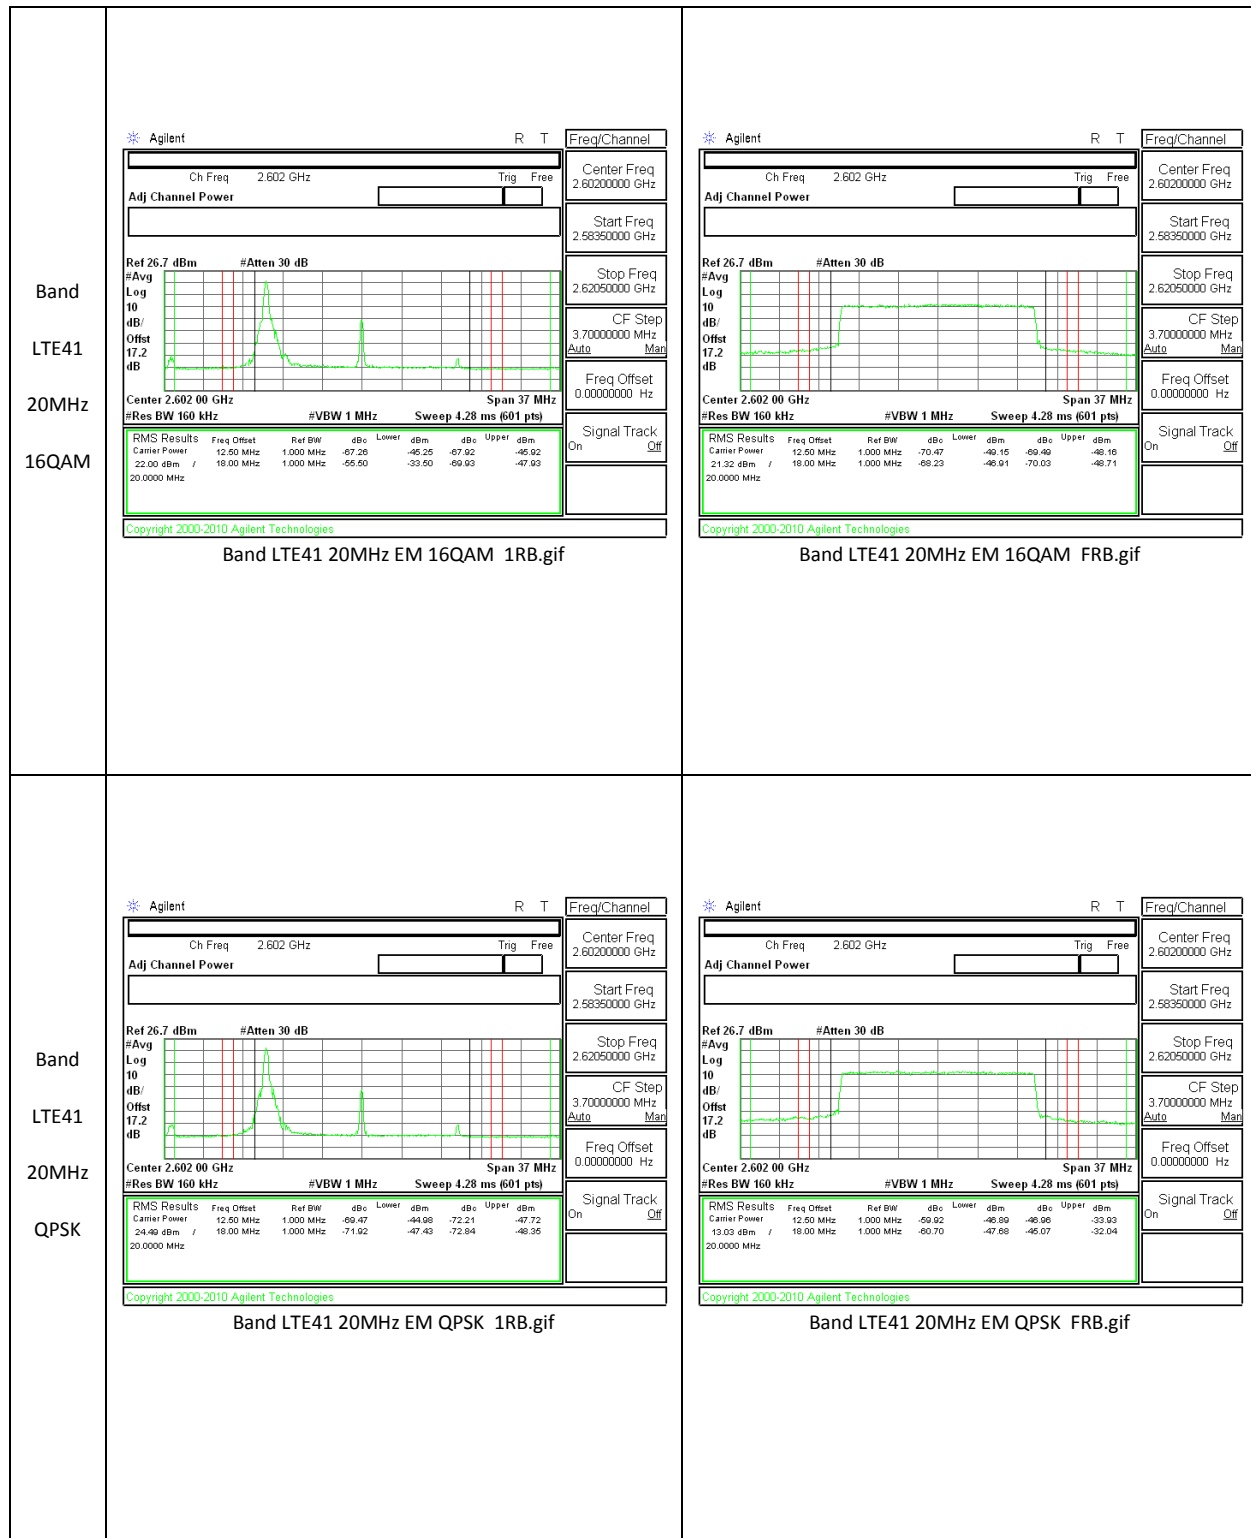 Band
LTE41
20MHz
16QAM
Agilent R T
Ch Freq 2.602 GHz Trig Free
Adj Channel Power
Ref 26.7 dBm #Atten 30 dB
#Avg
Log
10
dB/
Offst
17.2
dB
Center 2.602 00 GHz Span 37 MHz
#Res BW 160 kHz #VBW 1 MHz Sweep 4.28 ms (601 pts)
RMS Results Freq Offset Ref BW dBc Lower dBm dBc Upper dBm
Carrier Power 12.50 MHz 1.000 MHz -67.26 -45.25 -67.92 -45.92
22.00 dBm / 18.00 MHz 1.000 MHz -55.50 -33.50 -69.93 -47.93
20.0000 MHz
Copyright 2000-2010 Agilent Technologies
Freq/Channel
Center Freq
2.60200000 GHz
Start Freq
2.58350000 GHz
Stop Freq
2.62050000 GHz
CF Step
3.70000000 MHz
Auto Man
Freq Offset
0.00000000 Hz
Signal Track
On Off
Band LTE41 20MHz EM 16QAM 1RB.gif
Agilent R T
Ch Freq 2.602 GHz Trig Free
Adj Channel Power
Ref 26.7 dBm #Atten 30 dB
#Avg
Log
10
dB/
Offst
17.2
dB
Center 2.602 00 GHz Span 37 MHz
#Res BW 160 kHz #VBW 1 MHz Sweep 4.28 ms (601 pts)
RMS Results Freq Offset Ref BW dBc Lower dBm dBc Upper dBm
Carrier Power 12.50 MHz 1.000 MHz -70.47 -49.15 -69.49 -48.16
21.32 dBm / 18.00 MHz 1.000 MHz -68.23 -46.91 -70.03 -48.71
20.0000 MHz
Copyright 2000-2010 Agilent Technologies
Freq/Channel
Center Freq
2.60200000 GHz
Start Freq
2.58350000 GHz
Stop Freq
2.62050000 GHz
CF Step
3.70000000 MHz
Auto Man
Freq Offset
0.00000000 Hz
Signal Track
On Off
Band LTE41 20MHz EM 16QAM FRB.gif
Band
LTE41
20MHz
QPSK
Agilent R T
Ch Freq 2.602 GHz Trig Free
Adj Channel Power
Ref 26.7 dBm #Atten 30 dB
#Avg
Log
10
dB/
Offst
17.2
dB
Center 2.602 00 GHz Span 37 MHz
#Res BW 160 kHz #VBW 1 MHz Sweep 4.28 ms (601 pts)
RMS Results Freq Offset Ref BW dBc Lower dBm dBc Upper dBm
Carrier Power 12.50 MHz 1.000 MHz -69.47 -44.98 -72.21 -47.72
24.49 dBm / 18.00 MHz 1.000 MHz -71.92 -47.43 -72.84 -48.35
20.0000 MHz
Copyright 2000-2010 Agilent Technologies
Freq/Channel
Center Freq
2.60200000 GHz
Start Freq
2.58350000 GHz
Stop Freq
2.62050000 GHz
CF Step
3.70000000 MHz
Auto Man
Freq Offset
0.00000000 Hz
Signal Track
On Off
Band LTE41 20MHz EM QPSK 1RB.gif
Agilent R T
Ch Freq 2.602 GHz Trig Free
Adj Channel Power
Ref 26.7 dBm #Atten 30 dB
#Avg
Log
10
dB/
Offst
17.2
dB
Center 2.602 00 GHz Span 37 MHz
#Res BW 160 kHz #VBW 1 MHz Sweep 4.28 ms (601 pts)
RMS Results Freq Offset Ref BW dBc Lower dBm dBc Upper dBm
Carrier Power 12.50 MHz 1.000 MHz -59.92 -46.89 -46.96 -33.93
13.03 dBm / 18.00 MHz 1.000 MHz -60.70 -47.68 -45.07 -32.04
20.0000 MHz
Copyright 2000-2010 Agilent Technologies
Freq/Channel
Center Freq
2.60200000 GHz
Start Freq
2.58350000 GHz
Stop Freq
2.62050000 GHz
CF Step
3.70000000 MHz
Auto Man
Freq Offset
0.00000000 Hz
Signal Track
On Off
Band LTE41 20MHz EM QPSK FRB.gif